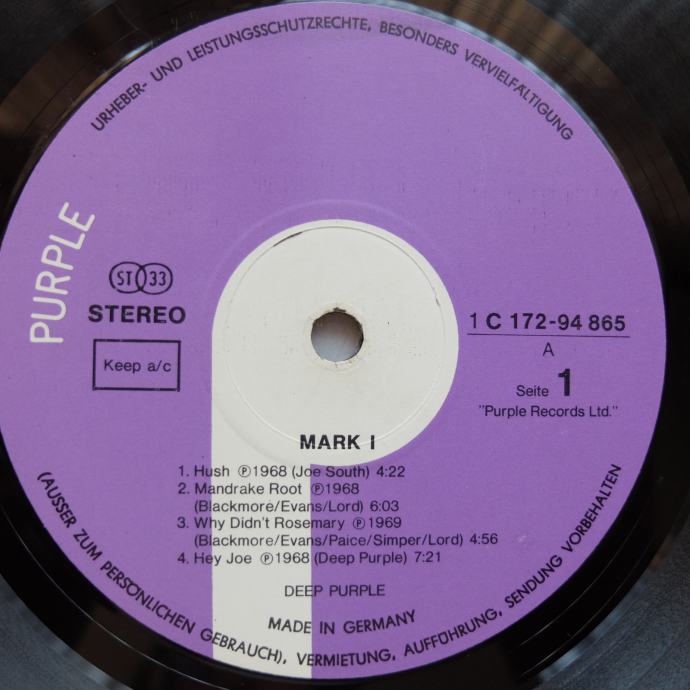 URHEBER- UND LEISTUNGSSCHUTZRECHTE, BESONDERS VERVIELFÄLTIGUNG
PURPLE
ST 33
STEREO
Keep a/c
1 C 172-94 865
A
Seite 1
"Purple Records Ltd."
MARK I
1. Hush ℗1968 (Joe South) 4:22
2. Mandrake Root ℗1968
(Blackmore/Evans/Lord) 6:03
3. Why Didn't Rosemary ℗1969
(Blackmore/Evans/Paice/Simper/Lord) 4:56
4. Hey Joe ℗1968 (Deep Purple) 7:21
DEEP PURPLE
MADE IN GERMANY
(AUSSER ZUM PERSÖNLICHEN GEBRAUCH), VERMIETUNG, AUFFÜHRUNG, SENDUNG VORBEHALTEN